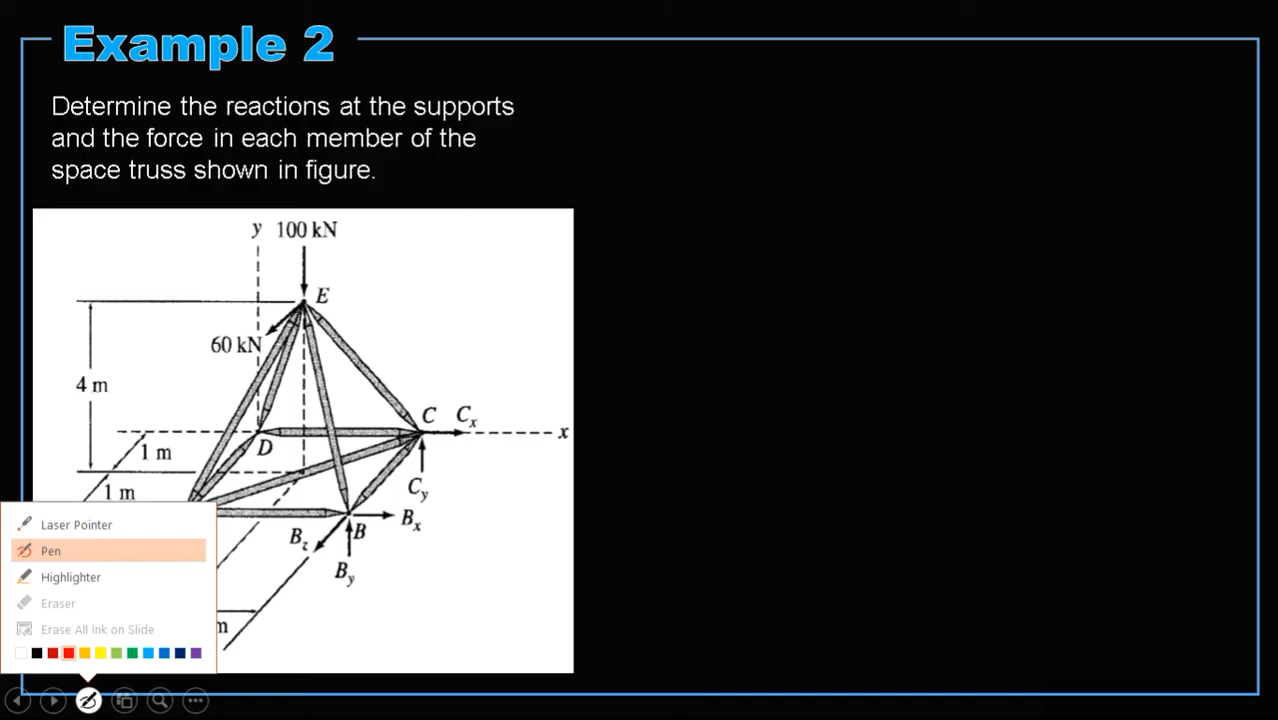 Example 2
Determine the reactions at the supports
and the force in each member of the
space truss shown in figure.
y 100 kN
E
60 kN
4 m
C Cx
x
D
1 m
Cy
1 m
Bx
B
Bz
By
m
Laser Pointer
Pen
Highlighter
Eraser
Erase All Ink on Slide